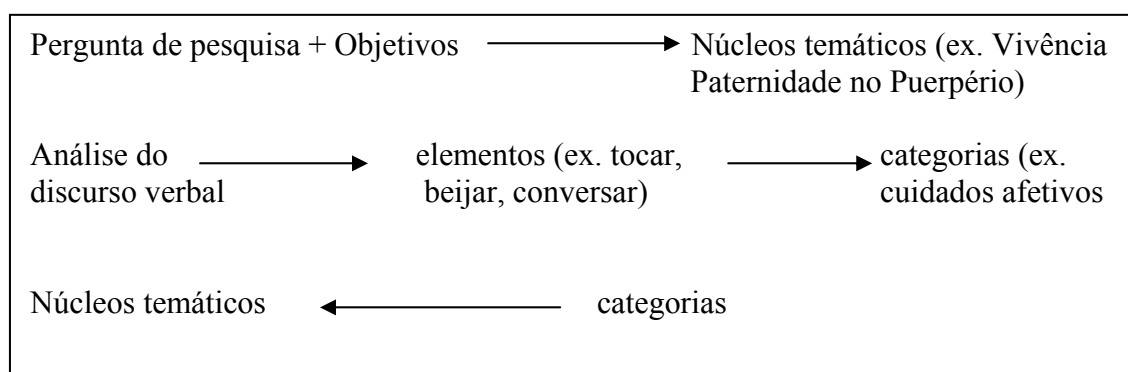 Pergunta de pesquisa + Objetivos Núcleos temáticos (ex. Vivência
Paternidade no Puerpério)
Análise do elementos (ex. tocar, categorias (ex.
discurso verbal beijar, conversar) cuidados afetivos
Núcleos temáticos categorias